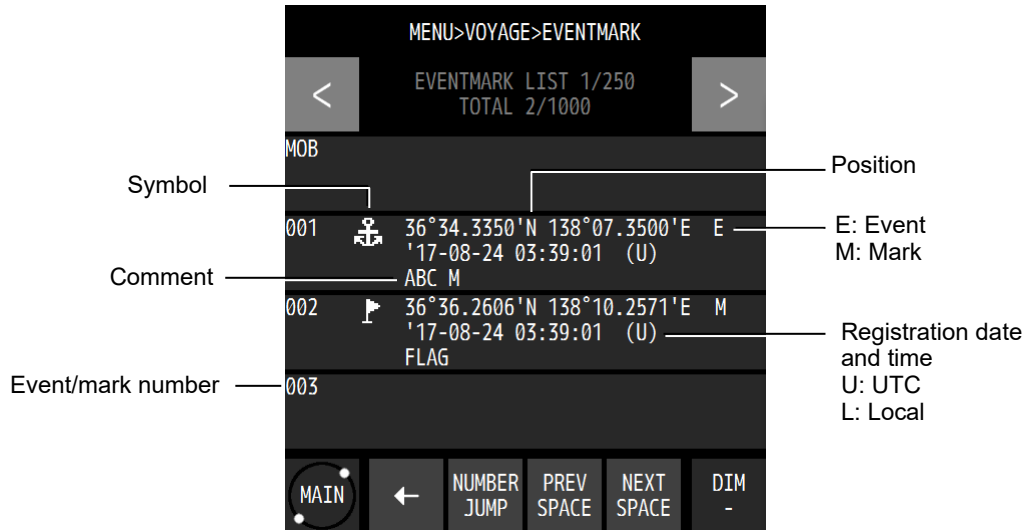 MENU>VOYAGE>EVENTMARK
<
EVENTMARK LIST 1/250
TOTAL 2/1000
>
MOB
Symbol
Position
001 36°34.3350'N 138°07.3500'E E
'17-08-24 03:39:01 (U)
ABC M
E: Event
M: Mark
Comment
002 36°36.2606'N 138°10.2571'E M
'17-08-24 03:39:01 (U)
FLAG
Registration date
and time
U: UTC
L: Local
Event/mark number
003
MAIN
←
NUMBER
JUMP
PREV
SPACE
NEXT
SPACE
DIM
-